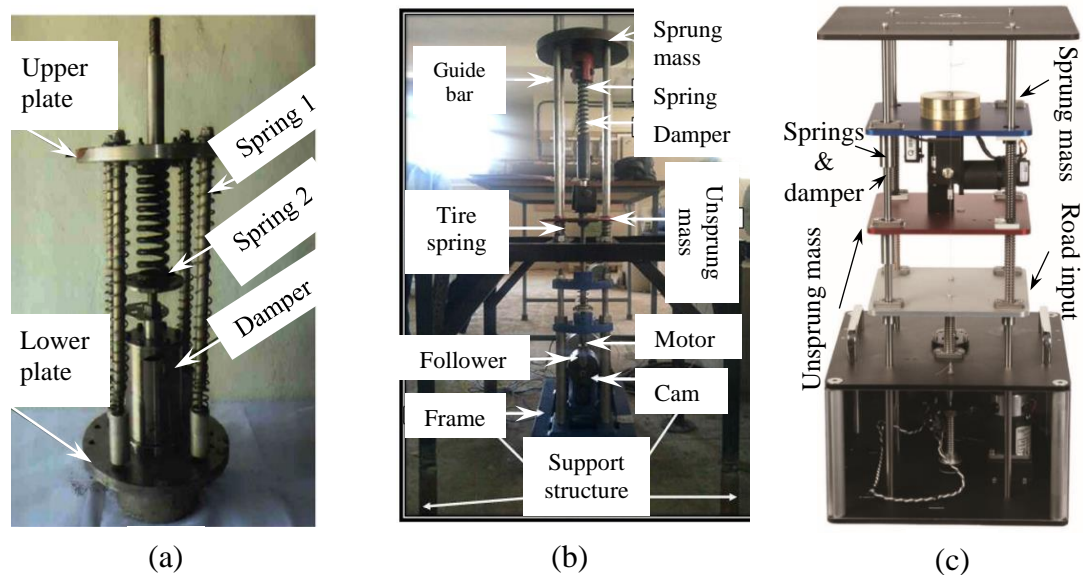 Upper
plate
Spring 1
Spring 2
Damper
Lower
plate
(a)
Guide
bar
Sprung
mass
Spring
Damper
Tire
spring
Unsprung
mass
Follower
Motor
Frame
Cam
Support
structure
(b)
Springs
&
damper
Sprung mass
Road input
Unsprung mass
(c)